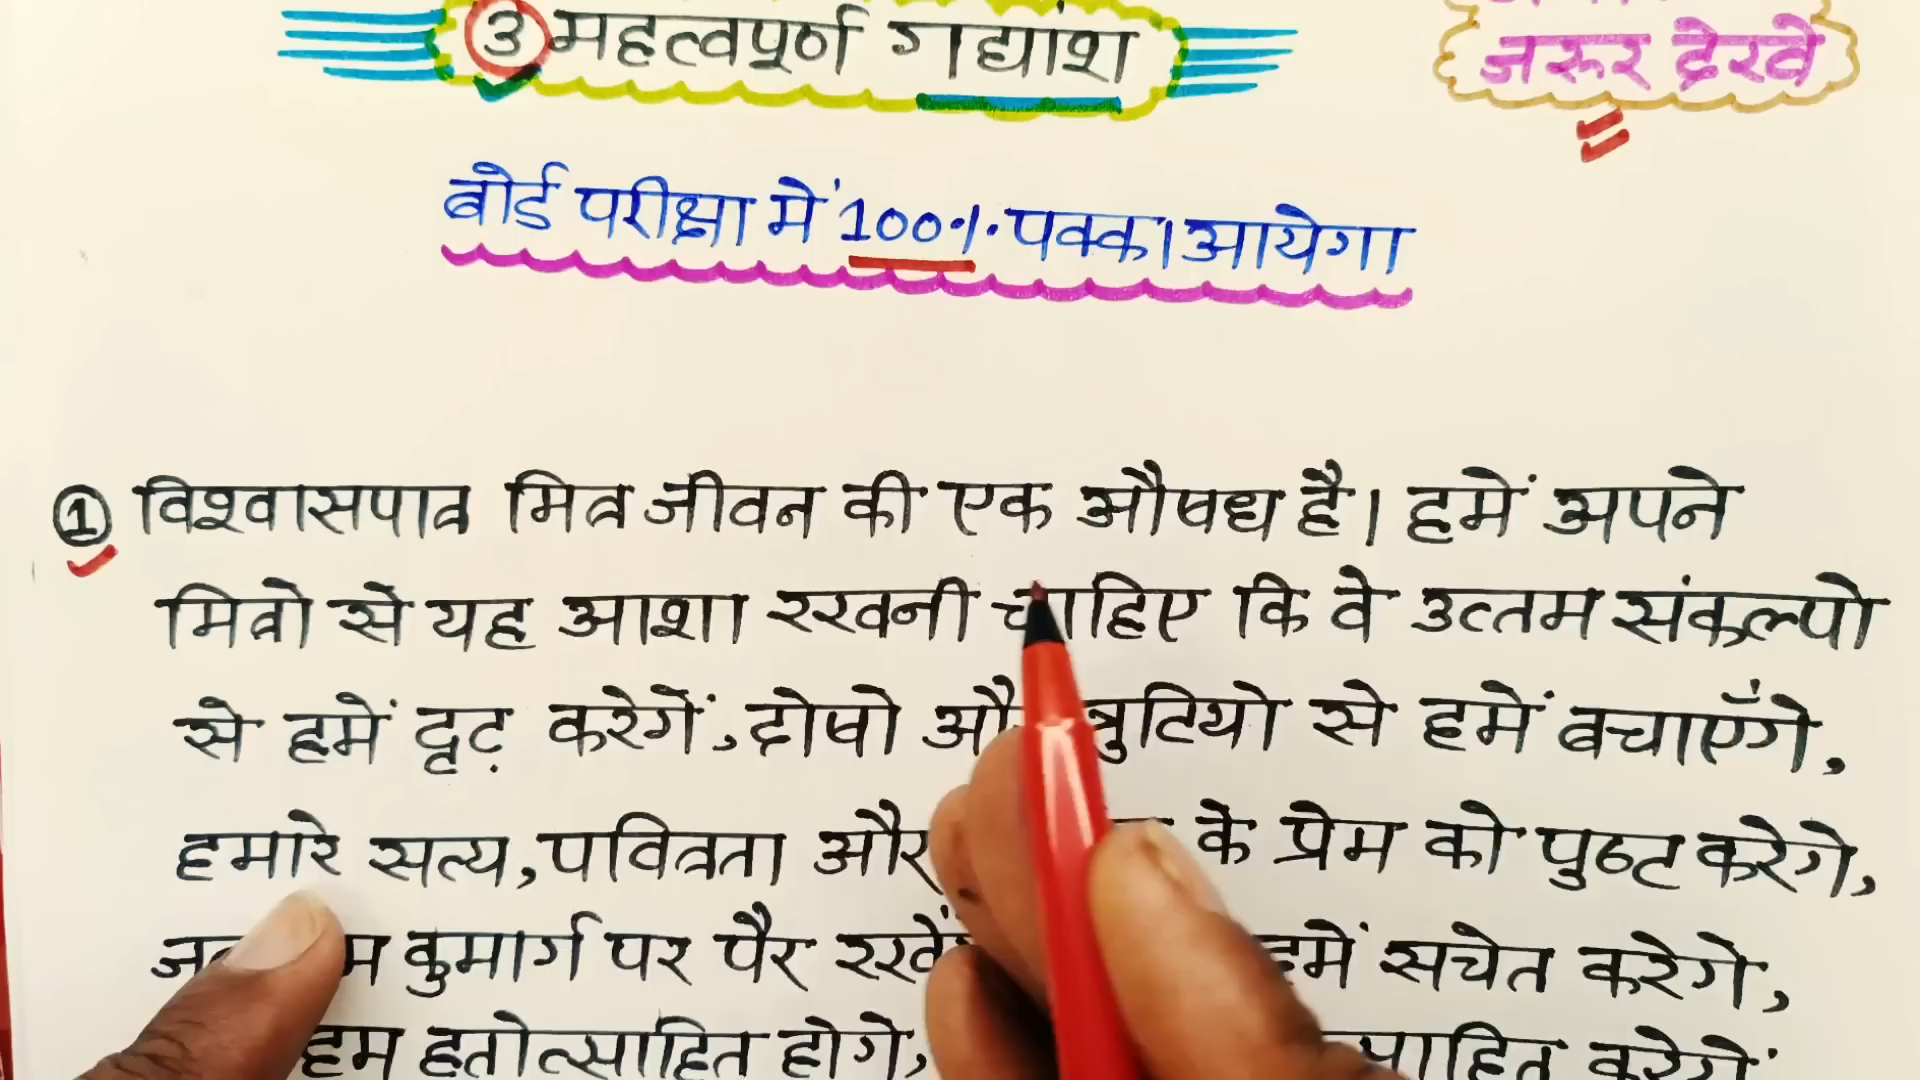 3 महत्वपूर्ण गद्यांश
जरूर देखे
बोर्ड परीक्षा में 100% पक्का आयेगा
1 विश्वासपात्र मित्र जीवन की एक औषध है। हमें अपने
मित्रो से यह आशा रखनी चाहिए कि वे उत्तम संकल्पो
से हमें दृढ़ करेगें, दोषो त्रुटियो से हमें बचाएँगे,
हमारे सत्य, पवित्रता और के प्रेम को पुष्ट करेगे,
कुमार्ग पर पैर हमें सचेत करेगे,
हम हतोत्साहित होगे, करेगें